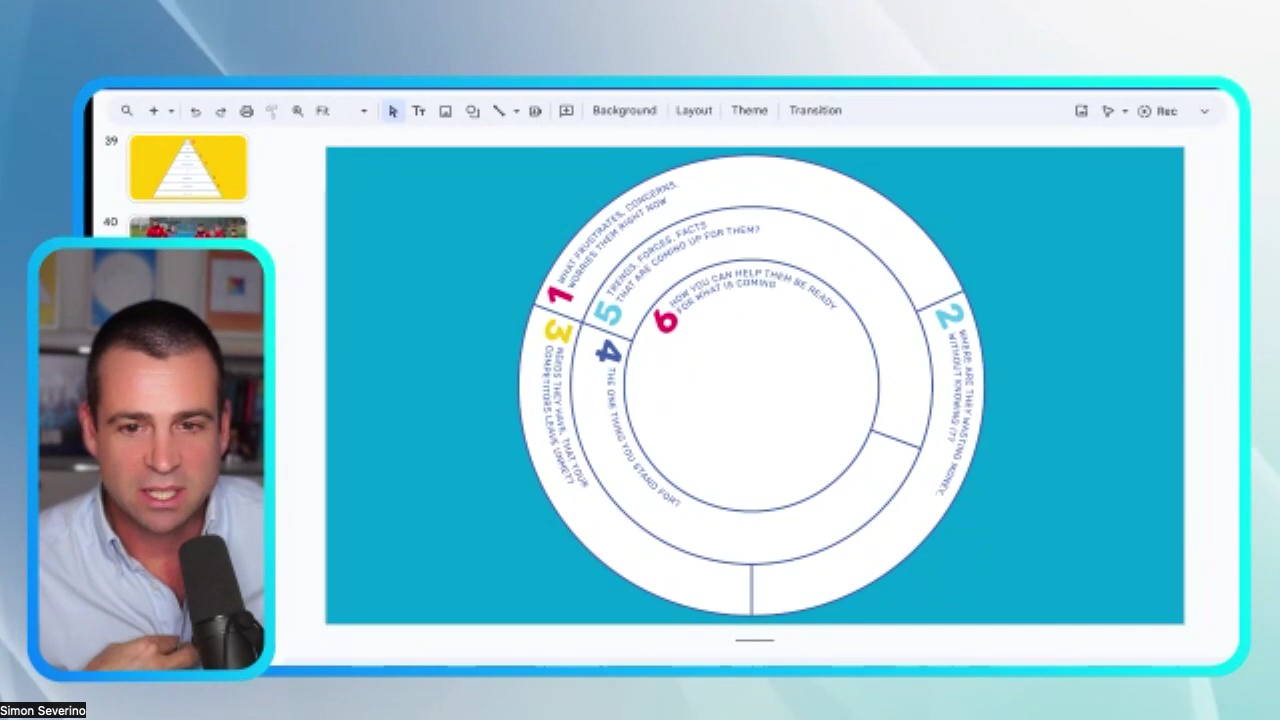 Fit
Background
Layout
Theme
Transition
Rec
39
40
1
WHAT FRUSTRATES, CONCERNS,
WORRIES THEM RIGHT NOW
2
WHERE ARE THEY WASTING MONEY,
WITHOUT KNOWING IT?
3
NEEDS THEY HAVE, THAT YOUR
COMPETITORS LEAVE UNMET?
4
THE ONE THING YOU STAND FOR?
5
TRENDS, FORCES, FACTS
THAT ARE COMING UP FOR THEM?
6
HOW YOU CAN HELP THEM BE READY
FOR WHAT IS COMING
Simon Severino